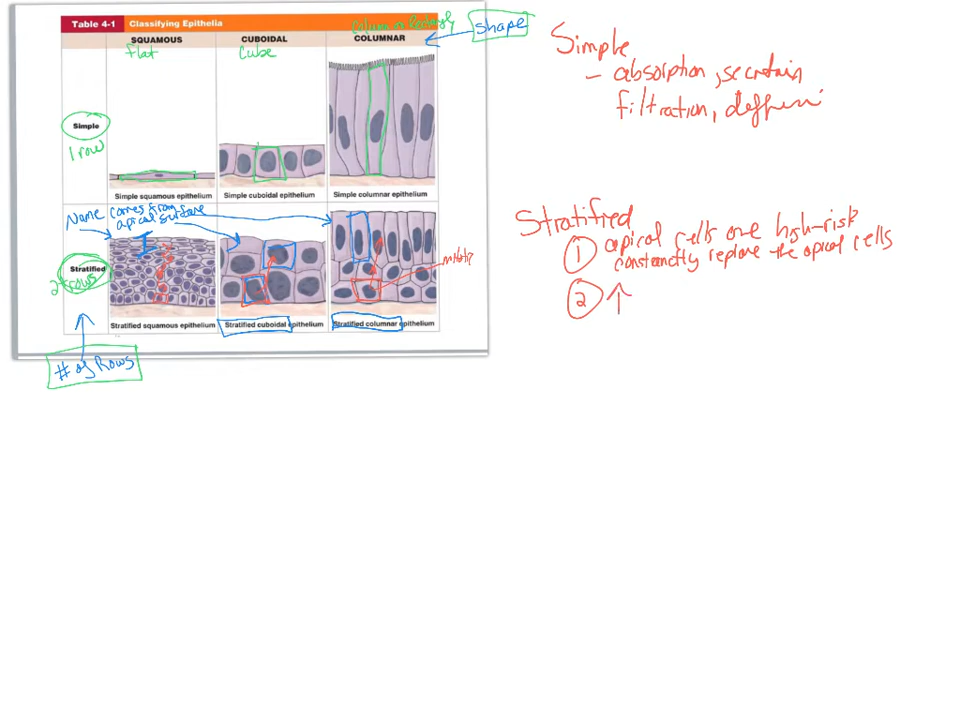 Table 4-1 Classifying Epithelia
SQUAMOUS CUBOIDAL COLUMNAR
Flat Cube Column or
shape
Simple
1 row
Simple squamous epithelium Simple cuboidal epithelium Simple columnar epithelium
Name comes from
apical surface
Stratified
2+ rows
Stratified squamous epithelium Stratified cuboidal epithelium Stratified columnar epithelium
# of Rows
Simple
- absorption, secretion
filtration, diffusi
Stratified
① apical cells are high-risk
constantly replace the apical cells
② ↑